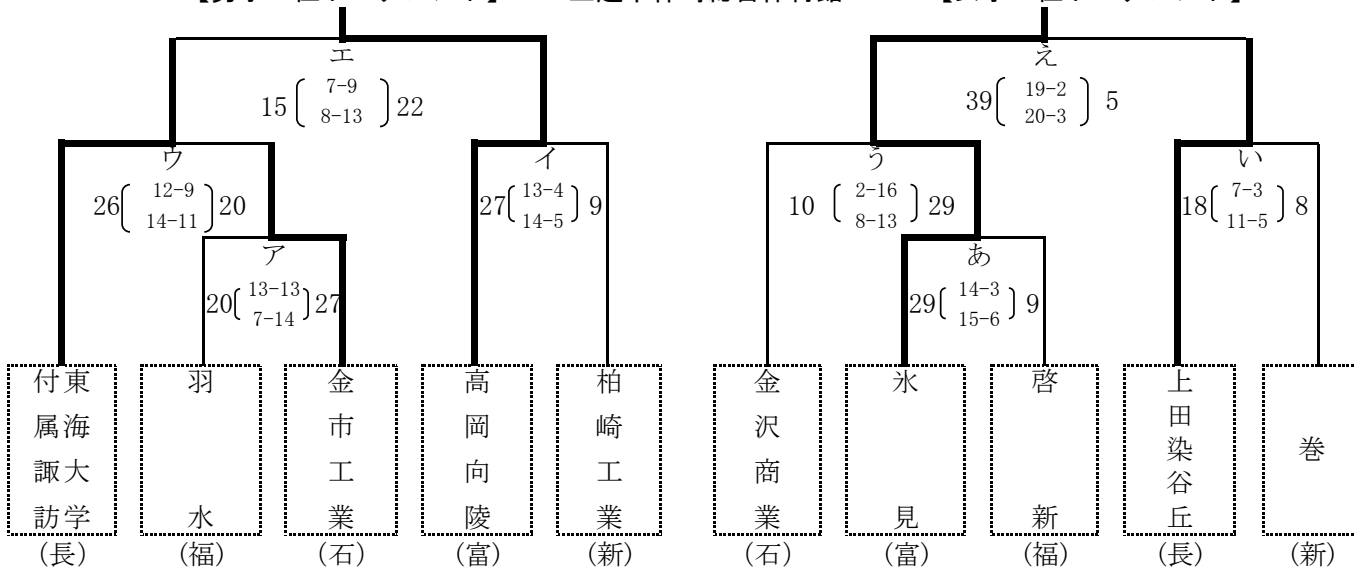 エ
15 (7-9 8-13) 22
ウ
26 (12-9 14-11) 20
イ
27 (13-4 14-5) 9
ア
20 (13-13 7-14) 27
東海大学付属諏訪
(長)
羽水
(福)
金市工業
(石)
高岡向陵
(富)
柏崎工業
(新)
え
39 (19-2 20-3) 5
う
10 (2-16 8-13) 29
い
18 (7-3 11-5) 8
あ
29 (14-3 15-6) 9
金沢商業
(石)
氷見
(富)
啓新
(福)
上田染谷丘
(長)
巻
(新)